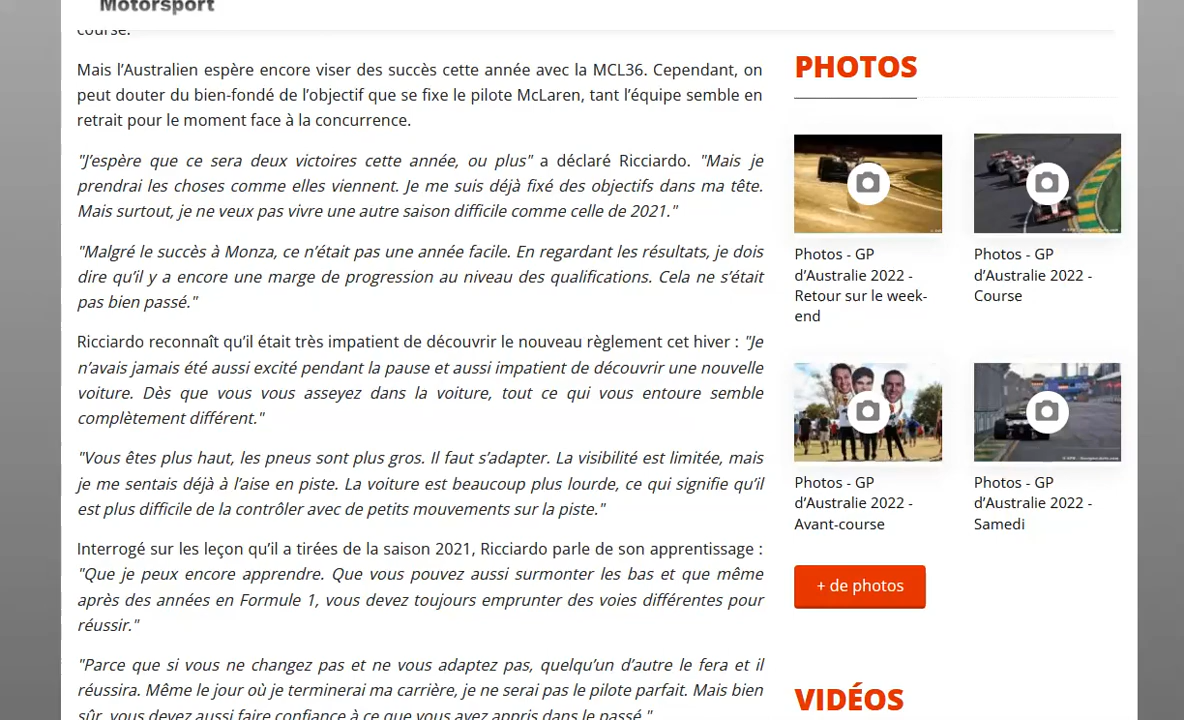 Motorsport
course.
Mais l’Australien espère encore viser des succès cette année avec la MCL36. Cependant, on
peut douter du bien-fondé de l’objectif que se fixe le pilote McLaren, tant l’équipe semble en
retrait pour le moment face à la concurrence.
"J’espère que ce sera deux victoires cette année, ou plus" a déclaré Ricciardo. "Mais je
prendrai les choses comme elles viennent. Je me suis déjà fixé des objectifs dans ma tête.
Mais surtout, je ne veux pas vivre une autre saison difficile comme celle de 2021."
"Malgré le succès à Monza, ce n’était pas une année facile. En regardant les résultats, je dois
dire qu’il y a encore une marge de progression au niveau des qualifications. Cela ne s’était
pas bien passé."
Ricciardo reconnaît qu’il était très impatient de découvrir le nouveau règlement cet hiver : "Je
n’avais jamais été aussi excité pendant la pause et aussi impatient de découvrir une nouvelle
voiture. Dès que vous vous asseyez dans la voiture, tout ce qui vous entoure semble
complètement différent."
"Vous êtes plus haut, les pneus sont plus gros. Il faut s’adapter. La visibilité est limitée, mais
je me sentais déjà à l’aise en piste. La voiture est beaucoup plus lourde, ce qui signifie qu’il
est plus difficile de la contrôler avec de petits mouvements sur la piste."
Interrogé sur les leçon qu’il a tirées de la saison 2021, Ricciardo parle de son apprentissage :
"Que je peux encore apprendre. Que vous pouvez aussi surmonter les bas et que même
après des années en Formule 1, vous devez toujours emprunter des voies différentes pour
réussir."
"Parce que si vous ne changez pas et ne vous adaptez pas, quelqu’un d’autre le fera et il
réussira. Même le jour où je terminerai ma carrière, je ne serai pas le pilote parfait. Mais bien
sûr, vous devez aussi faire confiance à ce que vous avez appris dans le passé."
PHOTOS
Photos - GP
d’Australie 2022 -
Retour sur le week-
end
Photos - GP
d’Australie 2022 -
Course
Photos - GP
d’Australie 2022 -
Avant-course
Photos - GP
d’Australie 2022 -
Samedi
+ de photos
VIDÉOS